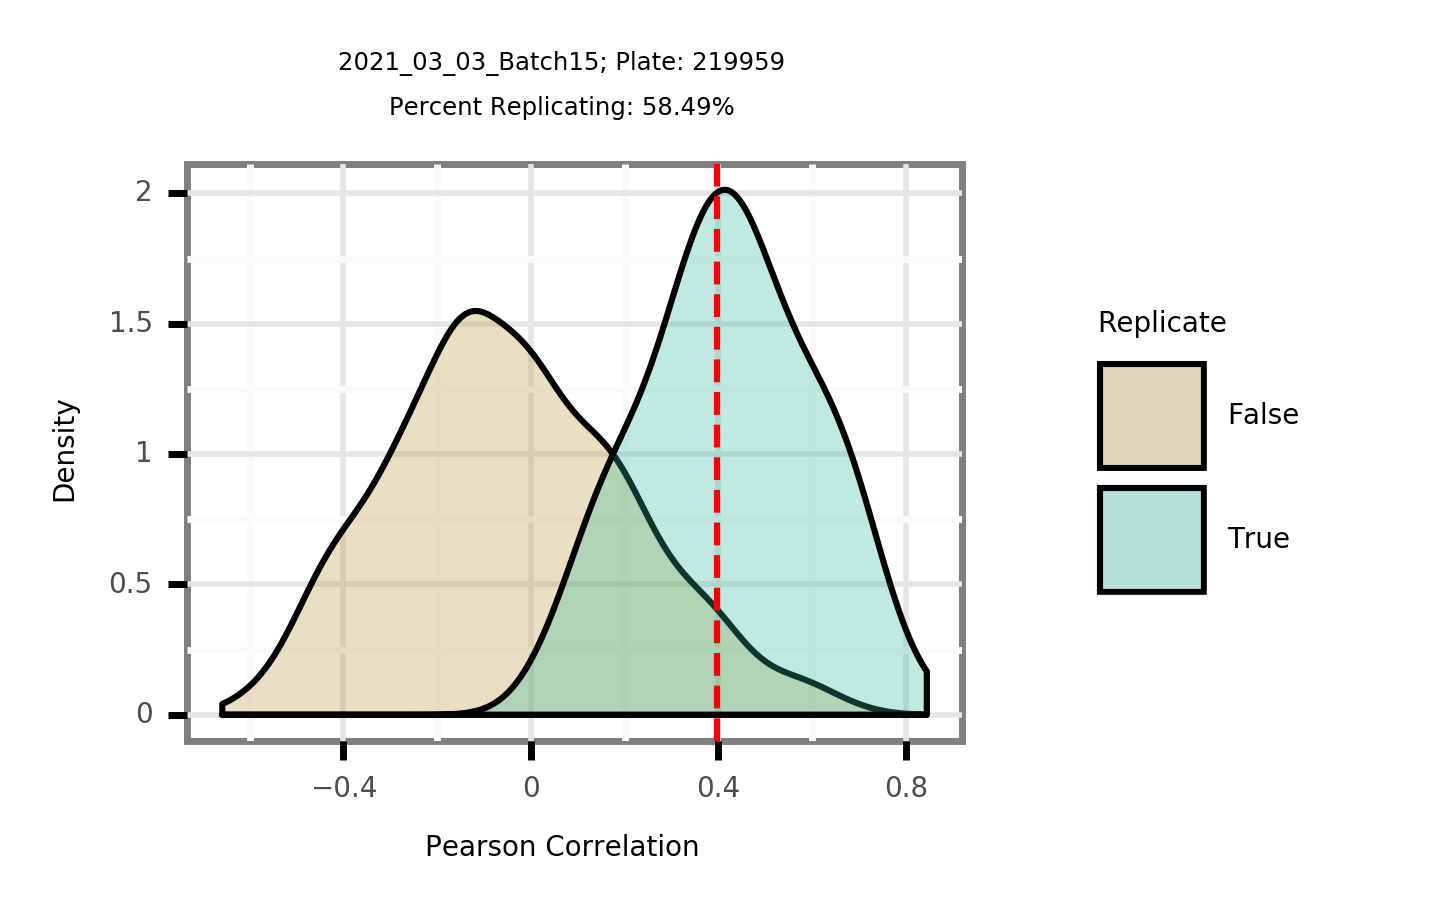 2021_03_03_Batch15; Plate: 219959
Percent Replicating: 58.49%
2
1.5
1
0.5
0
Density
−0.4
0
0.4
0.8
Pearson Correlation
Replicate
False
True